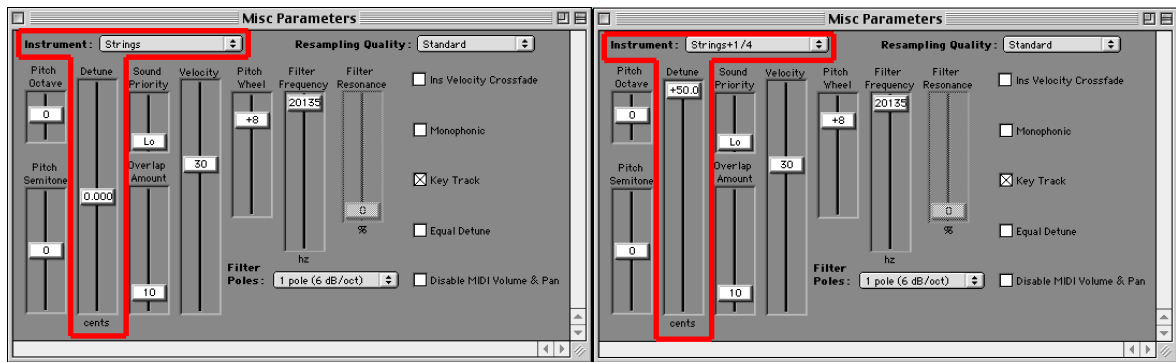 Misc Parameters
Instrument: Strings
Resampling Quality: Standard
Pitch Octave
0
Detune
0.000
cents
Sound Priority
Lo
Velocity
30
Pitch Wheel
+8
Filter Frequency
20135
hz
Filter Resonance
0
%
Pitch Semitone
0
Overlap Amount
10
Filter Poles: 1 pole (6 dB/oct)
Ins Velocity Crossfade
Monophonic
Key Track
Equal Detune
Disable MIDI Volume & Pan
Misc Parameters
Instrument: Strings+1/4
Resampling Quality: Standard
Pitch Octave
0
Detune
+50.0
cents
Sound Priority
Lo
Velocity
30
Pitch Wheel
+8
Filter Frequency
20135
hz
Filter Resonance
0
%
Pitch Semitone
0
Overlap Amount
10
Filter Poles: 1 pole (6 dB/oct)
Ins Velocity Crossfade
Monophonic
Key Track
Equal Detune
Disable MIDI Volume & Pan